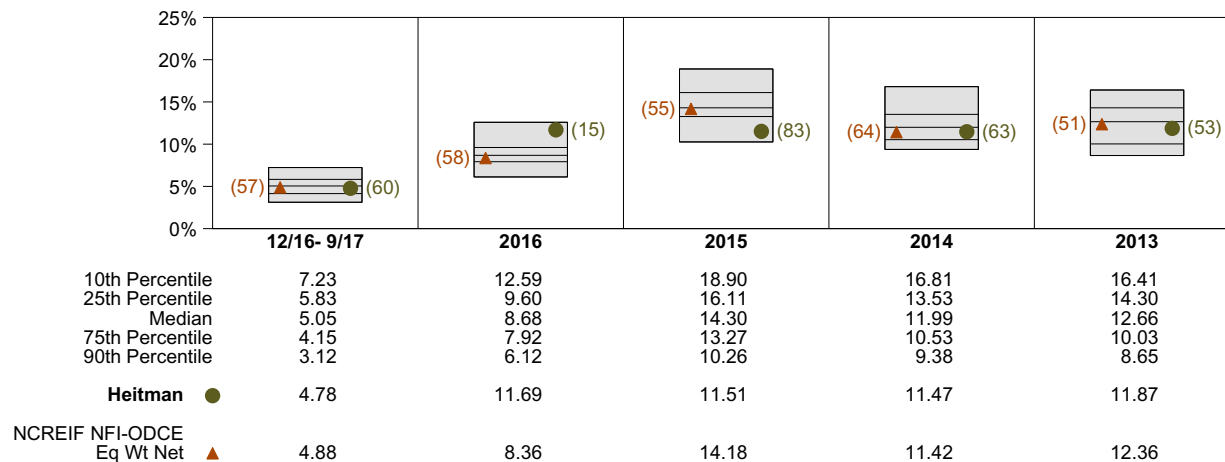 25%
20%
15%
10%
5%
0%
(57) (60)
(58) (15)
(55) (83)
(64) (63)
(51) (53)
12/16- 9/17 2016 2015 2014 2013
10th Percentile 7.23 12.59 18.90 16.81 16.41
25th Percentile 5.83 9.60 16.11 13.53 14.30
Median 5.05 8.68 14.30 11.99 12.66
75th Percentile 4.15 7.92 13.27 10.53 10.03
90th Percentile 3.12 6.12 10.26 9.38 8.65
Heitman 4.78 11.69 11.51 11.47 11.87
NCREIF NFI-ODCE
Eq Wt Net 4.88 8.36 14.18 11.42 12.36